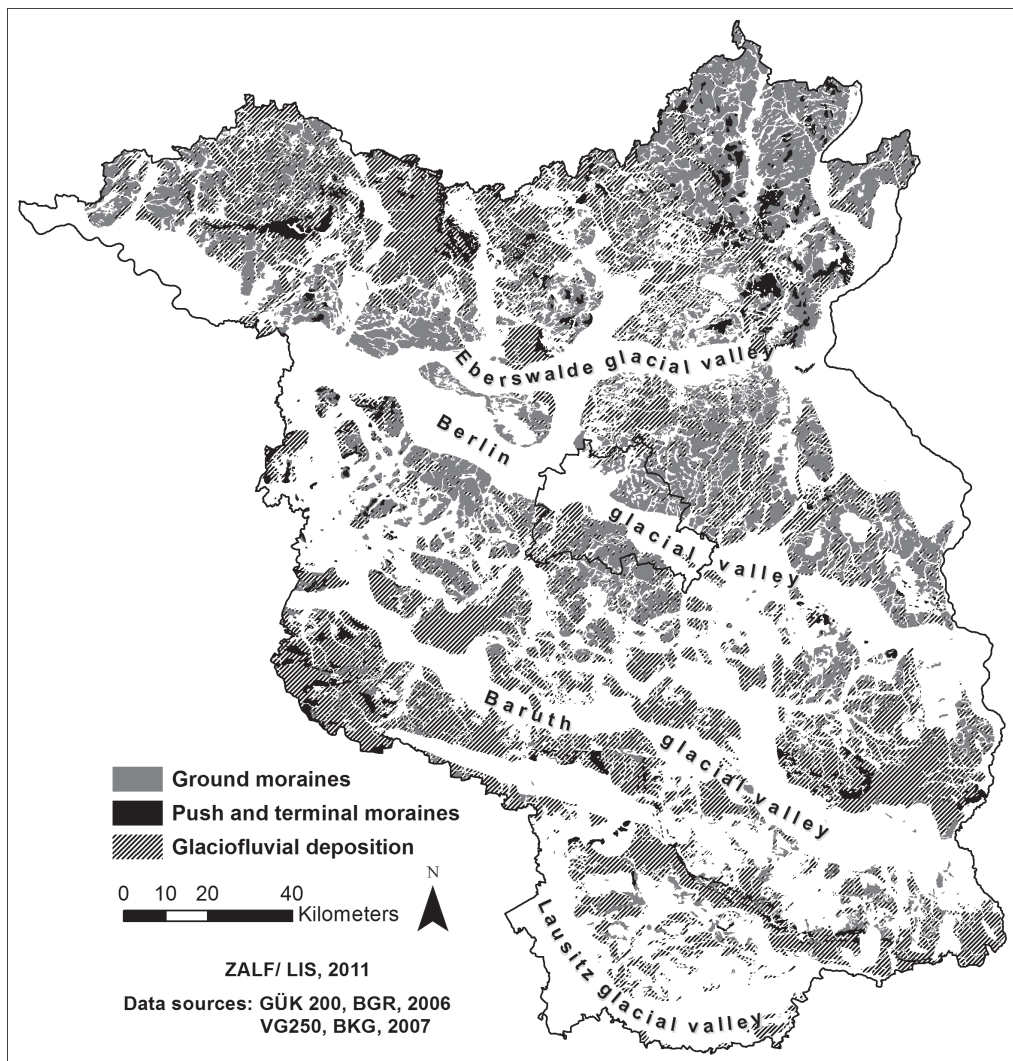 Eberswalde glacial valley
Berlin
glacial valley
Baruth
glacial valley
Ground moraines
Push and terminal moraines
Glaciofluvial deposition
N
0 10 20 40
Kilometers
Lausitz glacial valley
ZALF/ LIS, 2011
Data sources: GÜK 200, BGR, 2006
VG250, BKG, 2007